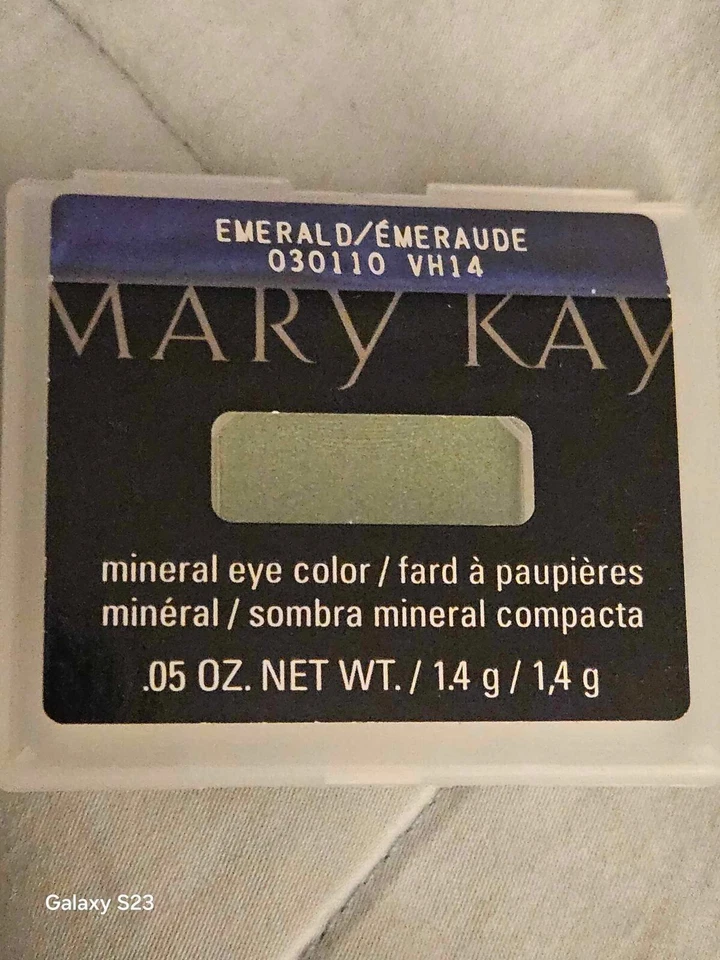 EMERALD/ÉMERAUDE
030110 VH14
MARY KAY
mineral eye color / fard à paupières
minéral / sombra mineral compacta
.05 OZ. NET WT. / 1.4 g / 1,4 g
Galaxy S23